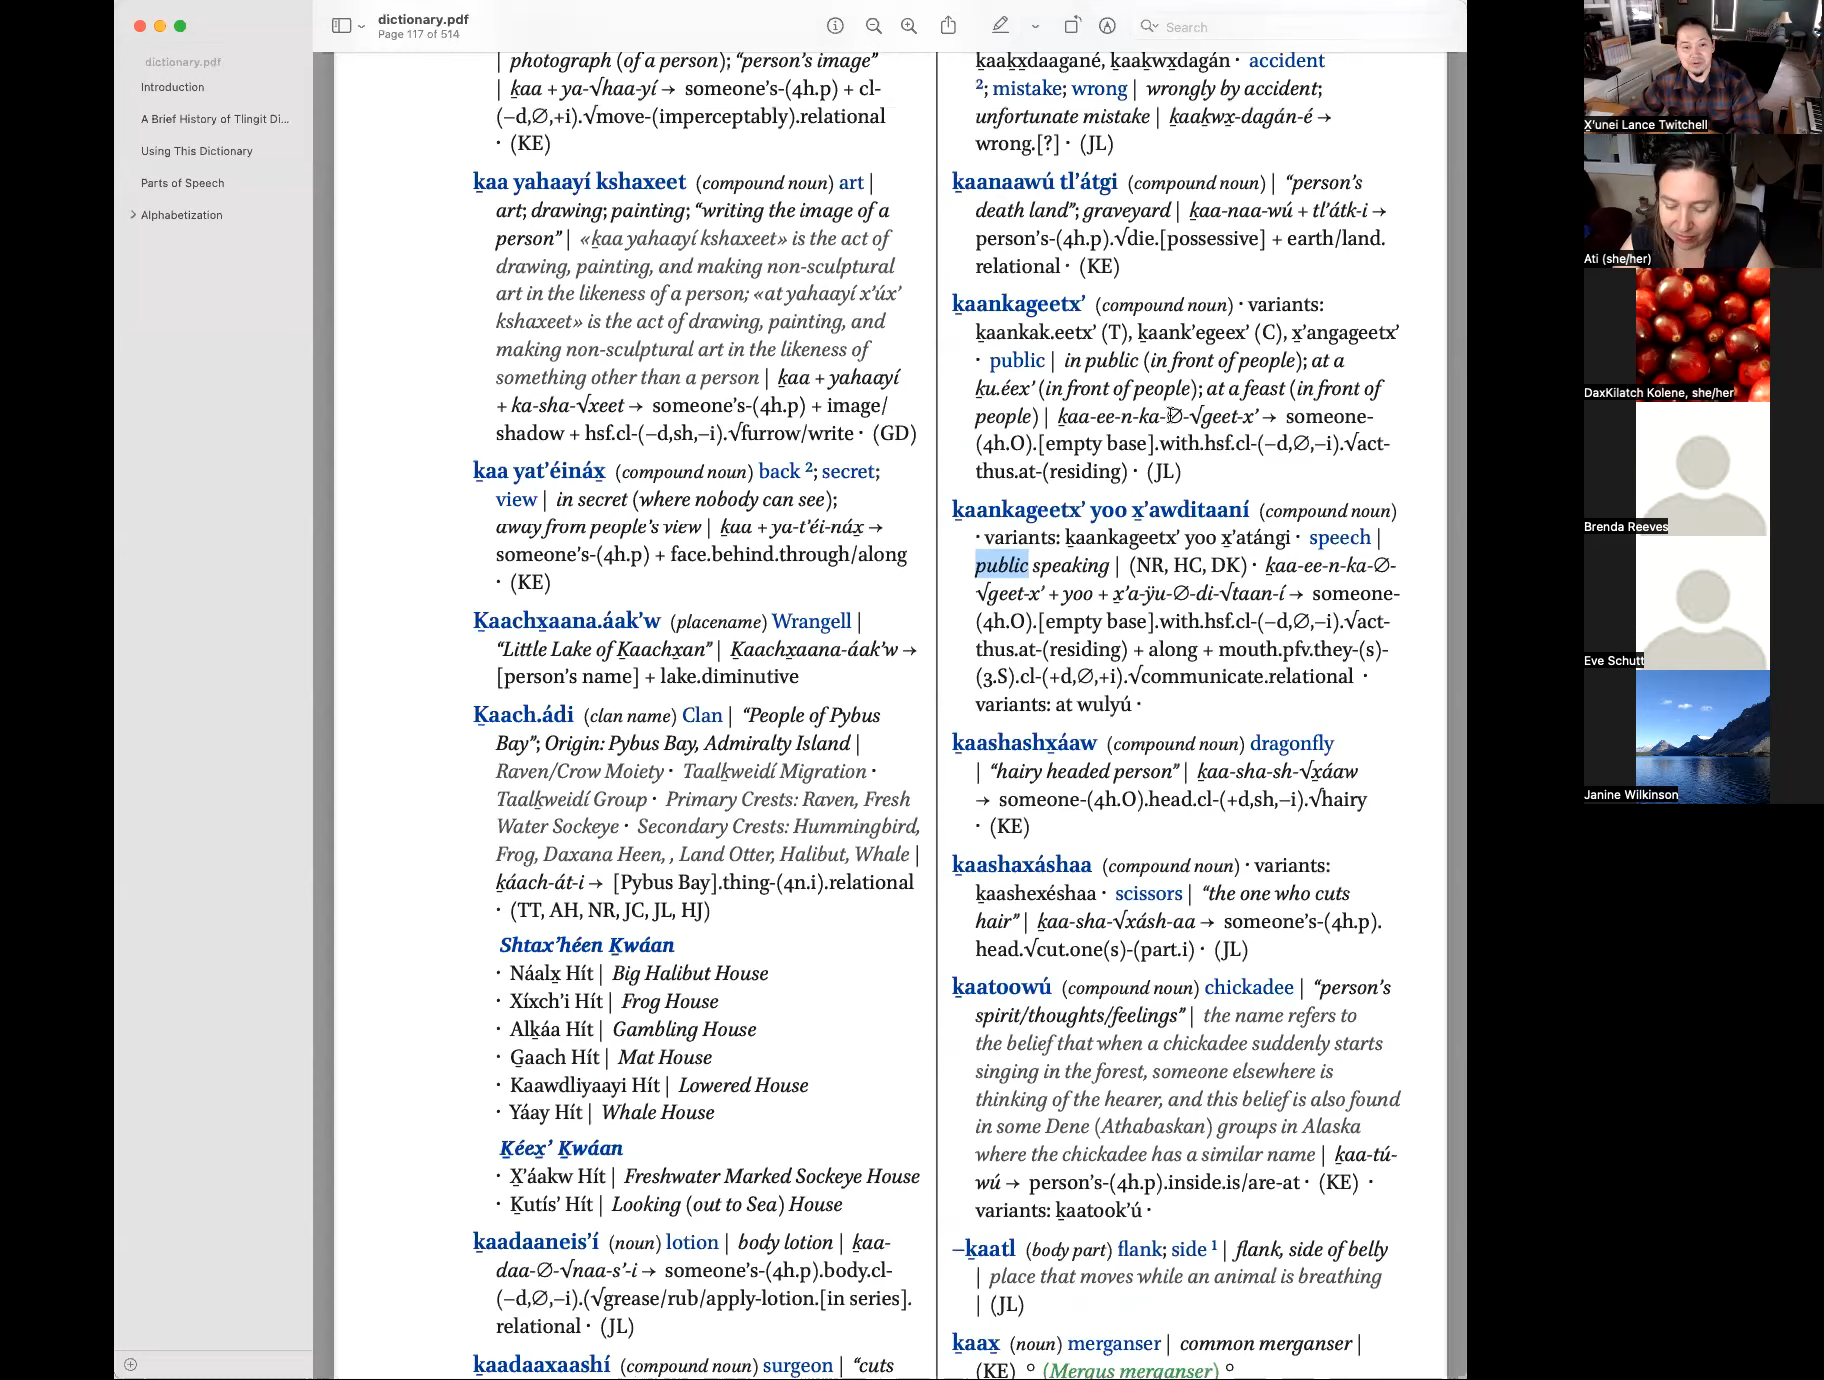 dictionary.pdf
Page 117 of 514
Search
dictionary.pdf
Introduction
A Brief History of Tlingit Di...
Using This Dictionary
Parts of Speech
Alphabetization
| photograph (of a person); “person’s image”
| ḵaa + ya-√haa-yí → someone’s-(4h.p) + cl-
(−d,∅,+i).√move-(imperceptably).relational
· (KE)
ḵaa yahaayí kshaxeet (compound noun) art |
art; drawing; painting; “writing the image of a
person” | «ḵaa yahaayí kshaxeet» is the act of
drawing, painting, and making non-sculptural
art in the likeness of a person; «at yahaayí x’úx’
kshaxeet» is the act of drawing, painting, and
making non-sculptural art in the likeness of
something other than a person | ḵaa + yahaayí
+ ka-sha-√xeet → someone’s-(4h.p) + image/
shadow + hsf.cl-(−d,sh,−i).√furrow/write · (GD)
ḵaa yat’éináx̱ (compound noun) back ²; secret;
view | in secret (where nobody can see);
away from people’s view | ḵaa + ya-t’éi-náx̱ →
someone’s-(4h.p) + face.behind.through/along
· (KE)
Ḵaachx̱aana.áak’w (placename) Wrangell |
“Little Lake of Ḵaachx̱an” | Ḵaachx̱aana-áak’w →
[person’s name] + lake.diminutive
Ḵaach.ádi (clan name) Clan | “People of Pybus
Bay”; Origin: Pybus Bay, Admiralty Island |
Raven/Crow Moiety · Taalḵweidí Migration ·
Taalḵweidí Group · Primary Crests: Raven, Fresh
Water Sockeye · Secondary Crests: Hummingbird,
Frog, Daxana Heen, , Land Otter, Halibut, Whale |
ḵáach-át-i → [Pybus Bay].thing-(4n.i).relational
· (TT, AH, NR, JC, JL, HJ)
Shtax’héen Ḵwáan
· Náalx̱ Hít | Big Halibut House
· Xíxch’i Hít | Frog House
· Alḵáa Hít | Gambling House
· G̱aach Hít | Mat House
· Kaawdliyaayi Hít | Lowered House
· Yáay Hít | Whale House
Ḵéex̱’ Ḵwáan
· X̱’áakw Hít | Freshwater Marked Sockeye House
· Ḵutís’ Hít | Looking (out to Sea) House
ḵaadaaneis’í (noun) lotion | body lotion | ḵaa-
daa-∅-√naa-s’-i → someone’s-(4h.p).body.cl-
(−d,∅,−i).(√grease/rub/apply-lotion.[in series].
relational · (JL)
ḵaadaaxaashí (compound noun) surgeon | “cuts
ḵaaḵx̱daagané, ḵaaḵwx̱dagán · accident
²; mistake; wrong | wrongly by accident;
unfortunate mistake | ḵaaḵwx̱-dagán-é →
wrong.[?] · (JL)
ḵaanaawú tl’átgi (compound noun) | “person’s
death land”; graveyard | ḵaa-naa-wú + tl’átk-i →
person’s-(4h.p).√die.[possessive] + earth/land.
relational · (KE)
ḵaankageetx’ (compound noun) · variants:
ḵaankak.eetx’ (T), ḵaank’egeex’ (C), x̱’angageetx’
· public | in public (in front of people); at a
ḵu.éex’ (in front of people); at a feast (in front of
people) | ḵaa-ee-n-ka-∅-√geet-x’ → someone-
(4h.O).[empty base].with.hsf.cl-(−d,∅,−i).√act-
thus.at-(residing) · (JL)
ḵaankageetx’ yoo x̱’awditaaní (compound noun)
· variants: ḵaankageetx’ yoo x̱’atángi · speech |
public speaking | (NR, HC, DK) · ḵaa-ee-n-ka-∅-
√geet-x’ + yoo + x̱’a-ÿu-∅-di-√taan-í → someone-
(4h.O).[empty base].with.hsf.cl-(−d,∅,−i).√act-
thus.at-(residing) + along + mouth.pfv.they-(s)-
(3.S).cl-(+d,∅,+i).√communicate.relational ·
variants: at wulyú ·
ḵaashashx̱áaw (compound noun) dragonfly
| “hairy headed person” | ḵaa-sha-sh-√x̱áaw
→ someone-(4h.O).head.cl-(+d,sh,−i).√hairy
· (KE)
ḵaashaxáshaa (compound noun) · variants:
ḵaashexéshaa · scissors | “the one who cuts
hair” | ḵaa-sha-√xásh-aa → someone’s-(4h.p).
head.√cut.one(s)-(part.i) · (JL)
ḵaatoowú (compound noun) chickadee | “person’s
spirit/thoughts/feelings” | the name refers to
the belief that when a chickadee suddenly starts
singing in the forest, someone elsewhere is
thinking of the hearer, and this belief is also found
in some Dene (Athabaskan) groups in Alaska
where the chickadee has a similar name | ḵaa-tú-
wú → person’s-(4h.p).inside.is/are-at · (KE) ·
variants: ḵaatook’ú ·
–ḵaatl (body part) flank; side ¹ | flank, side of belly
| place that moves while an animal is breathing
| (JL)
ḵaax̱ (noun) merganser | common merganser |
(KE) ° (Mergus merganser) °
X̱’unei Lance Twitchell
Ati (she/her)
DaxKilatch Kolene, she/her
Brenda Reeves
Eve Schutt
Janine Wilkinson